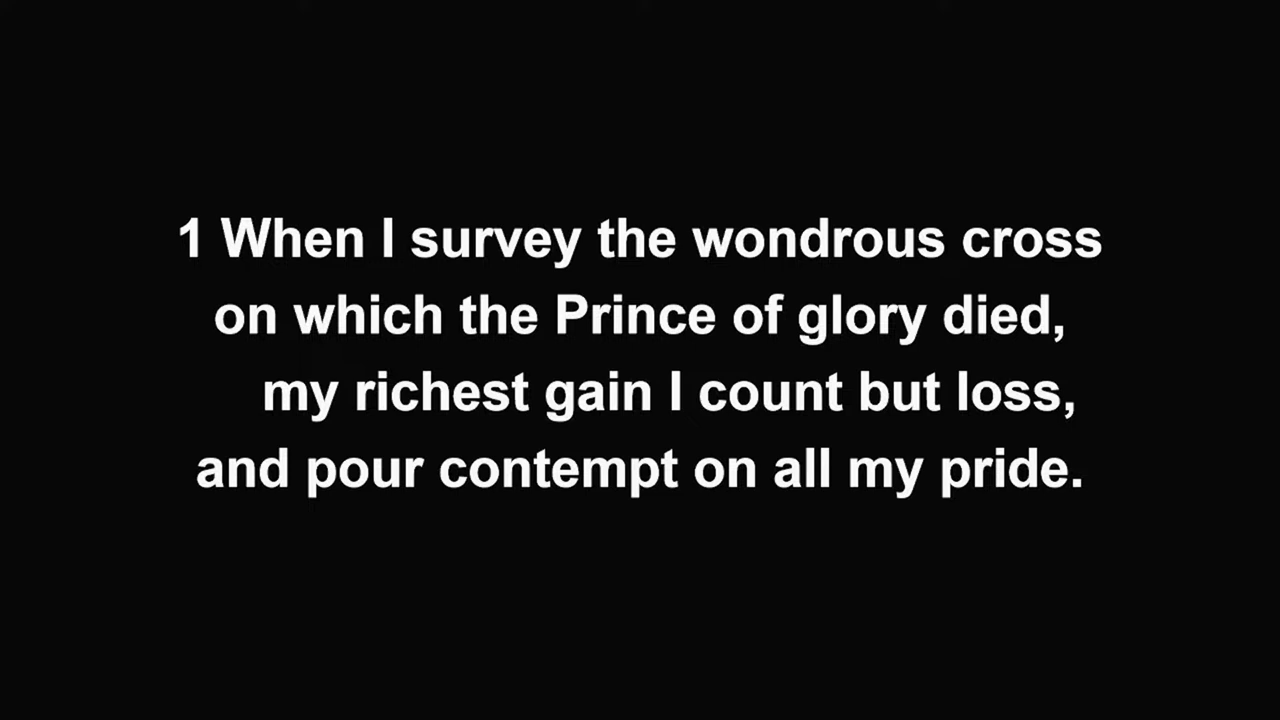 1 When I survey the wondrous cross
on which the Prince of glory died,
my richest gain I count but loss,
and pour contempt on all my pride.